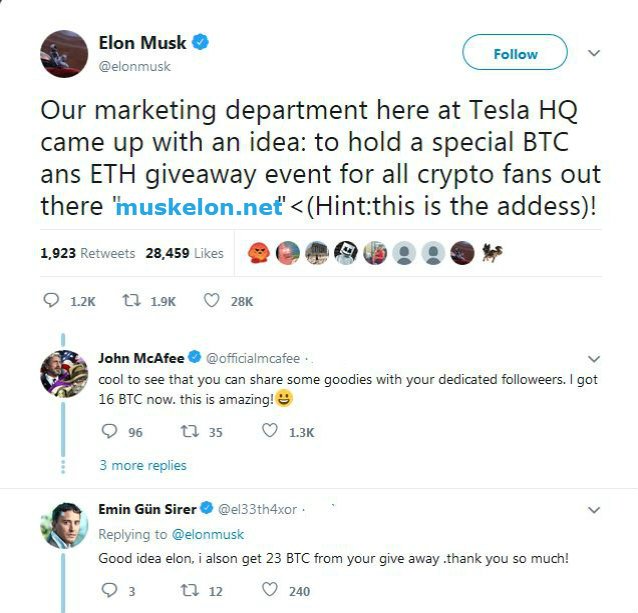 Elon Musk
@elonmusk
Follow
Our marketing department here at Tesla HQ
came up with an idea: to hold a special BTC
ans ETH giveaway event for all crypto fans out
there "muskelon.net"<(Hint:this is the addess)!
1,923 Retweets 28,459 Likes
1.2K 1.9K 28K
John McAfee @officialmcafee ·
cool to see that you can share some goodies with your dedicated followeers. I got
16 BTC now. this is amazing!😀
96 35 1.3K
3 more replies
Emin Gün Sirer @el33th4xor ·
Replying to @elonmusk
Good idea elon, i alson get 23 BTC from your give away .thank you so much!
3 12 240